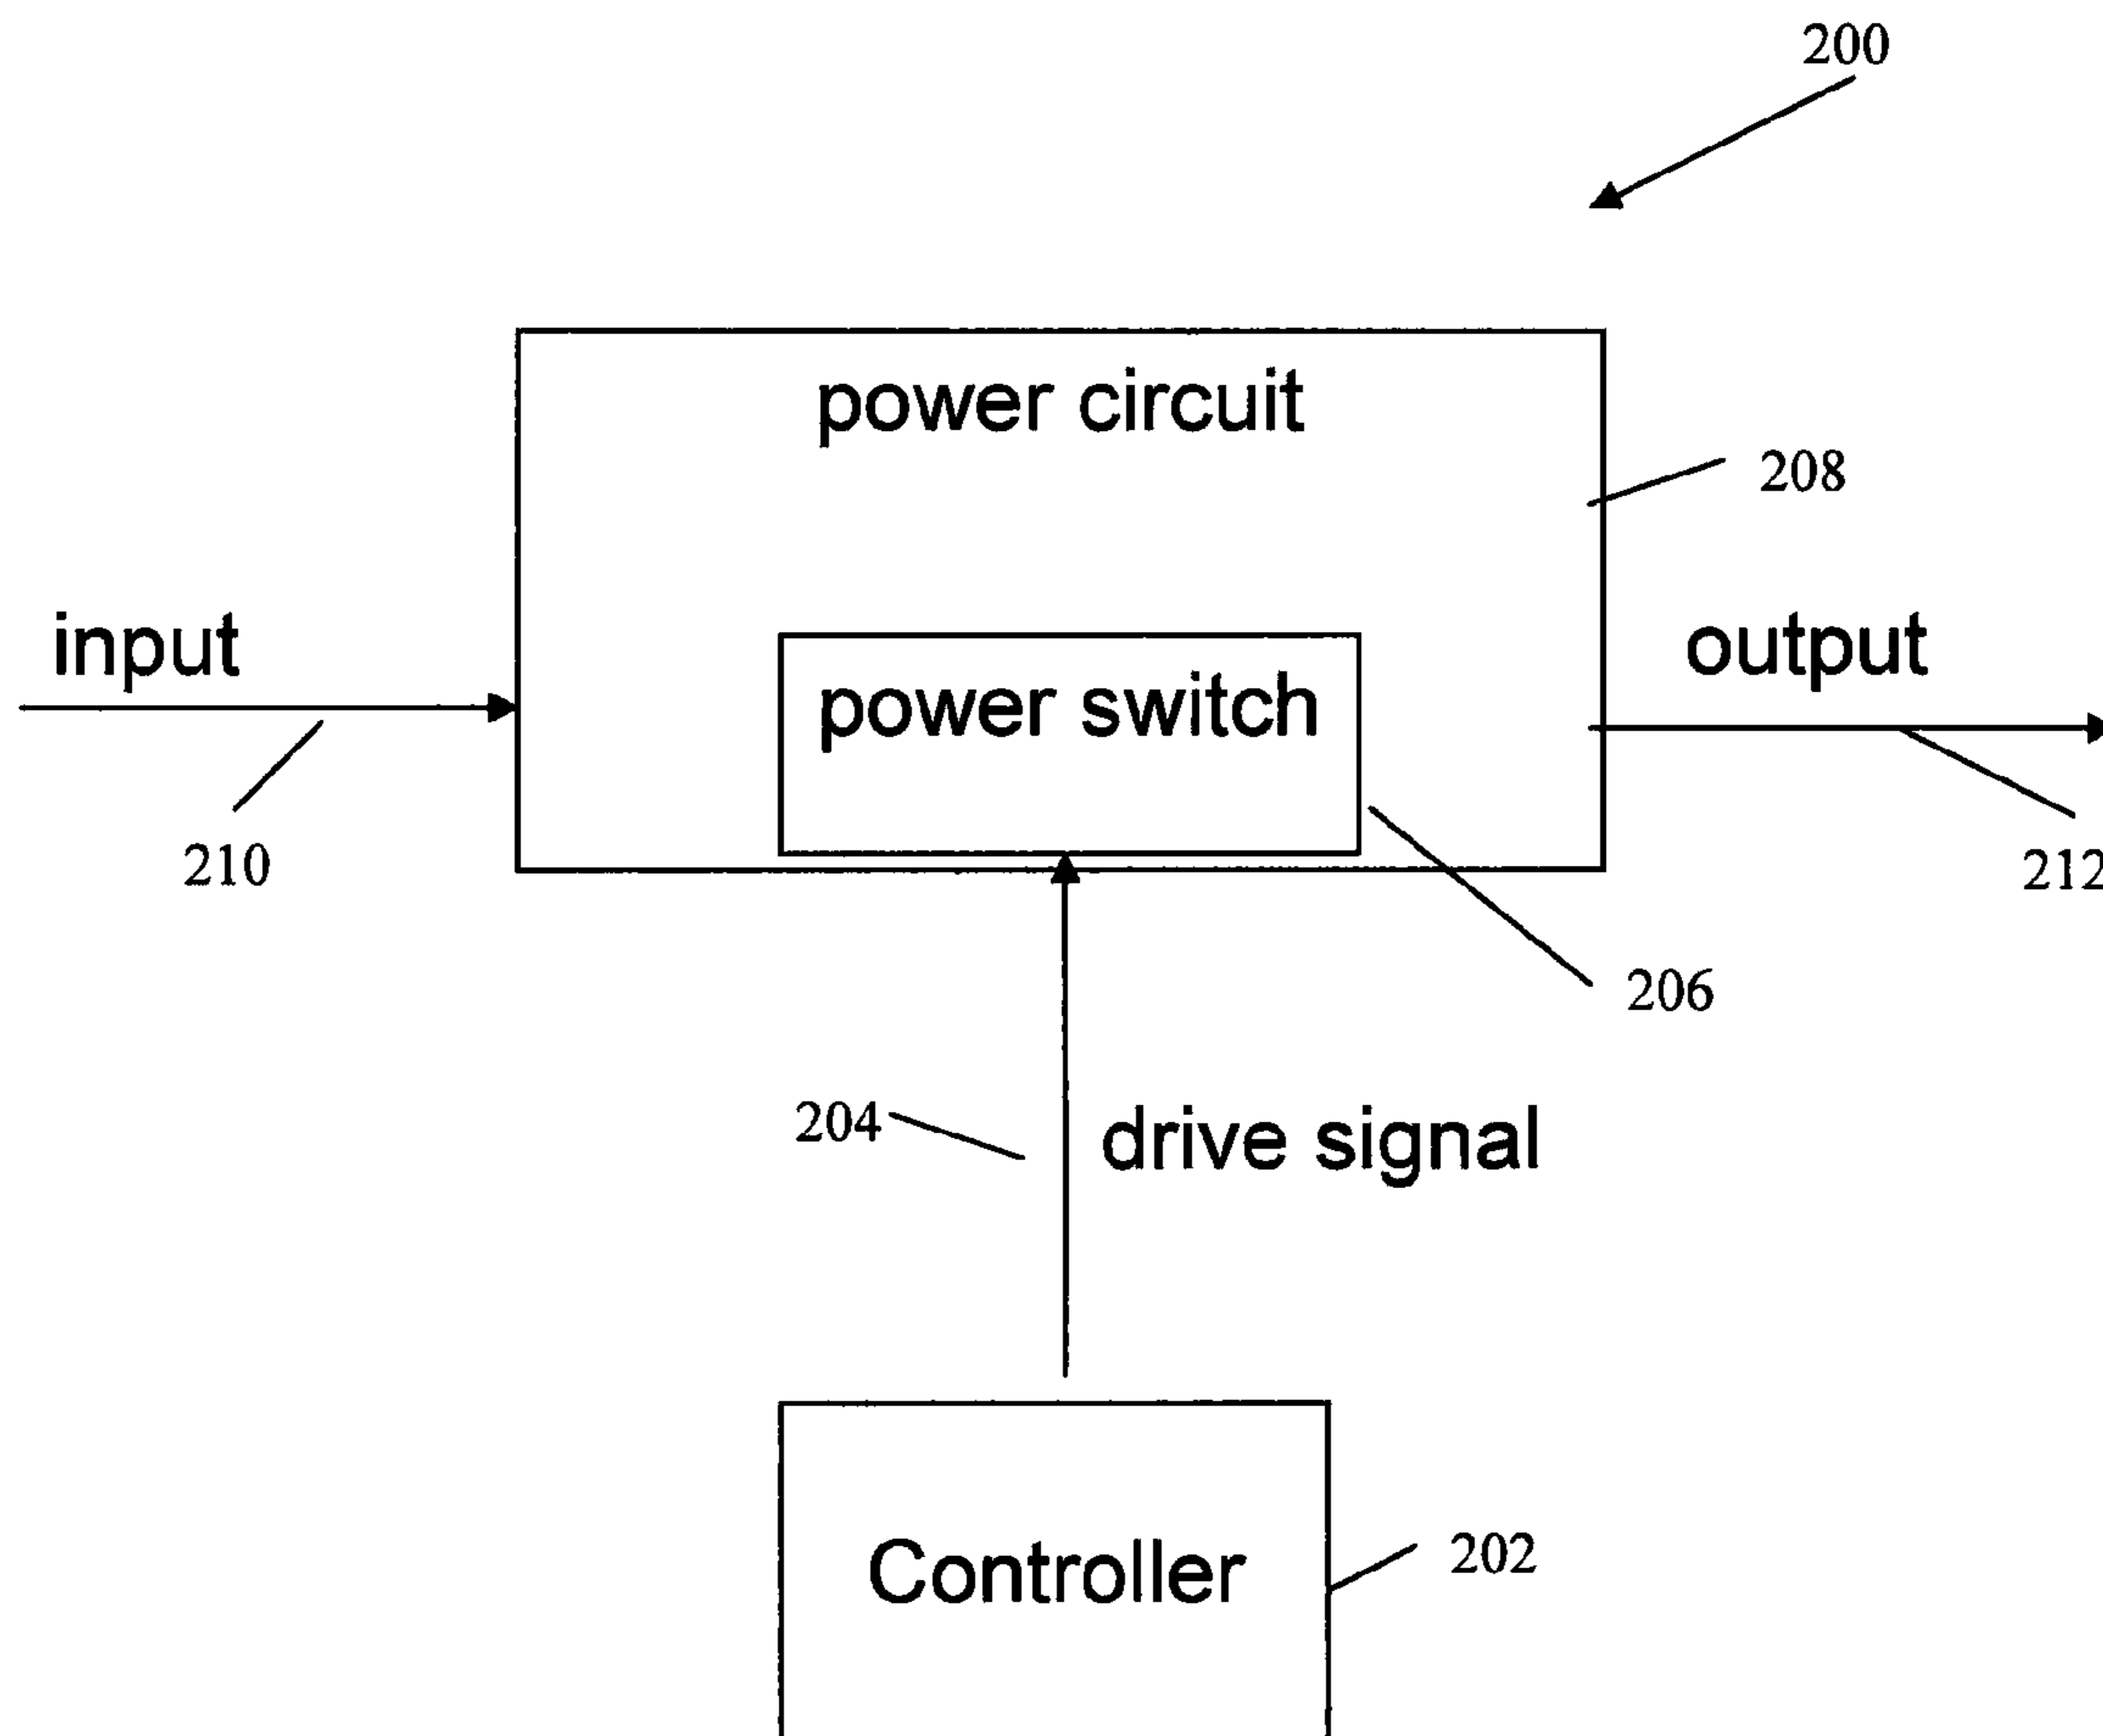 200
power circuit
208
input
output
power switch
210
212
206
204
drive signal
Controller
202